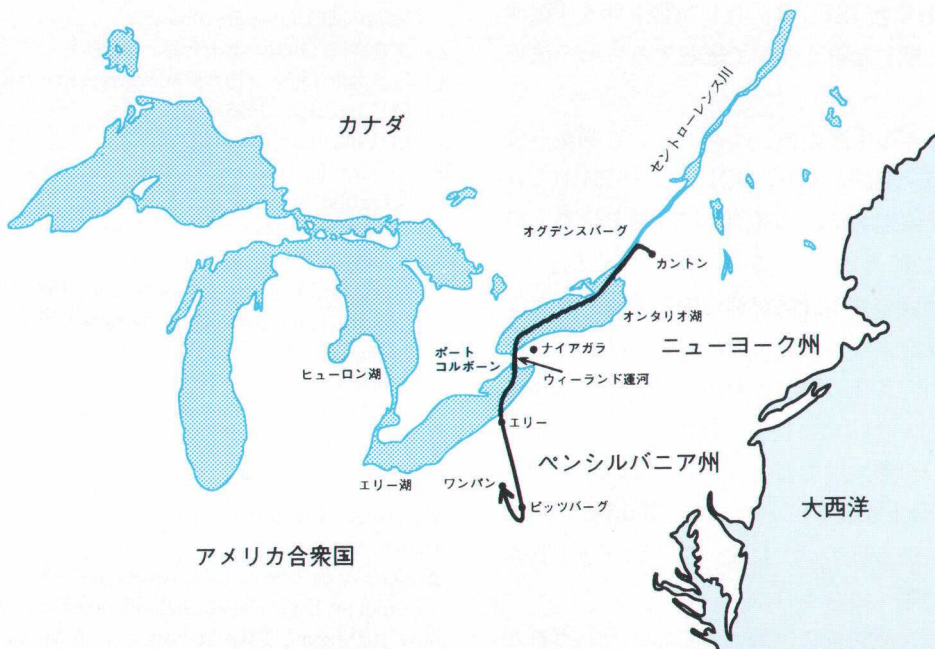 カナダ
セントローレンス川
オグデンスバーグ
カントン
オンタリオ湖
ニューヨーク州
ポート
コルボーン
ナイアガラ
ヒューロン湖
ウィーランド運河
エリー
ペンシルバニア州
エリー湖
ワンパン
ピッツバーグ
大西洋
アメリカ合衆国